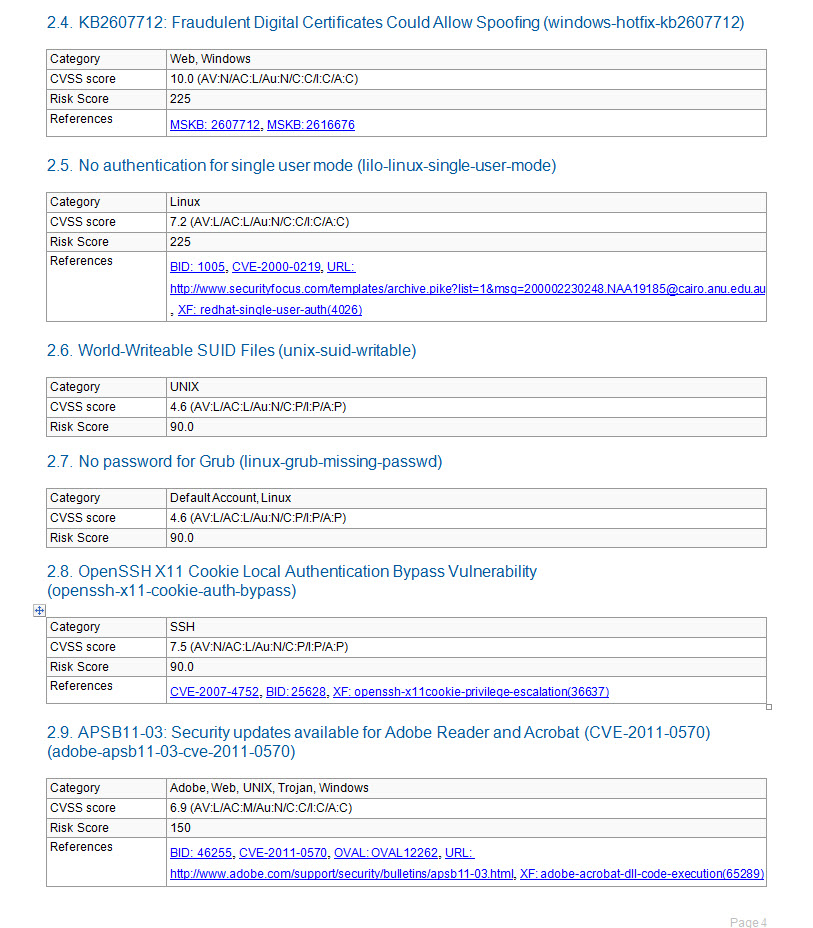 2.4. KB2607712: Fraudulent Digital Certificates Could Allow Spoofing (windows-hotfix-kb2607712)
Category Web, Windows
CVSS score 10.0 (AV:N/AC:L/Au:N/C:C/I:C/A:C)
Risk Score 225
References MSKB: 2607712, MSKB: 2616676
2.5. No authentication for single user mode (lilo-linux-single-user-mode)
Category Linux
CVSS score 7.2 (AV:L/AC:L/Au:N/C:C/I:C/A:C)
Risk Score 225
References BID: 1005, CVE-2000-0219, URL:
http://www.securityfocus.com/templates/archive.pike?list=1&msg=200002230248.NAA19185@cairo.anu.edu.au
, XF: redhat-single-user-auth(4026)
2.6. World-Writeable SUID Files (unix-suid-writable)
Category UNIX
CVSS score 4.6 (AV:L/AC:L/Au:N/C:P/I:P/A:P)
Risk Score 90.0
2.7. No password for Grub (linux-grub-missing-passwd)
Category Default Account, Linux
CVSS score 4.6 (AV:L/AC:L/Au:N/C:P/I:P/A:P)
Risk Score 90.0
2.8. OpenSSH X11 Cookie Local Authentication Bypass Vulnerability
(openssh-x11-cookie-auth-bypass)
Category SSH
CVSS score 7.5 (AV:N/AC:L/Au:N/C:P/I:P/A:P)
Risk Score 90.0
References CVE-2007-4752, BID: 25628, XF: openssh-x11cookie-privilege-escalation(36637)
2.9. APSB11-03: Security updates available for Adobe Reader and Acrobat (CVE-2011-0570)
(adobe-apsb11-03-cve-2011-0570)
Category Adobe, Web, UNIX, Trojan, Windows
CVSS score 6.9 (AV:L/AC:M/Au:N/C:C/I:C/A:C)
Risk Score 150
References BID: 46255, CVE-2011-0570, OVAL: OVAL12262, URL:
http://www.adobe.com/support/security/bulletins/apsb11-03.html, XF: adobe-acrobat-dll-code-execution(65289)
Page 4